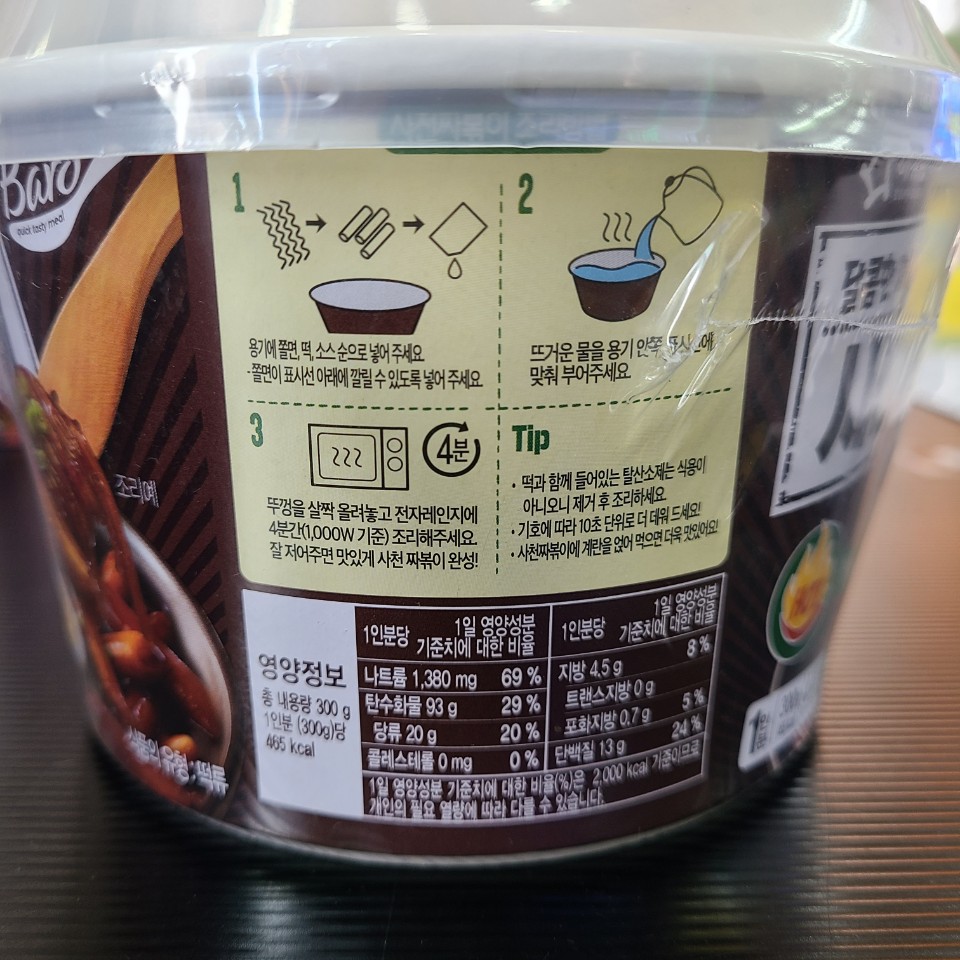 Baro
quick tasty meal
사천짜볶이 조리방법
1
용기에 쫄면, 떡, 소스 순으로 넣어 주세요
-쫄면이 표시선 아래에 깔릴 수 있도록 넣어 주세요
2
뜨거운 물을 용기 안쪽 표시선에
맞춰 부어주세요.
3
4분
뚜껑을 살짝 올려놓고 전자레인지에
4분간(1,000W 기준) 조리해주세요.
잘 저어주면 맛있게 사천 짜볶이 완성!
Tip
• 떡과 함께 들어있는 탈산소제는 식용이
아니오니 제거 후 조리하세요.
• 기호에 따라 10초 단위로 더 데워 드세요!
• 사천짜볶이에 계란을 얹어 먹으면 더욱 맛있어요!
조리예
식품의 유형 : 떡류
영양정보
총 내용량 300 g
1인분 (300g)당
465 kcal
1인분당 1일 영양성분
기준치에 대한 비율
나트륨 1,380 mg 69 %
탄수화물 93 g 29 %
당류 20 g 20 %
콜레스테롤 0 mg 0 %
1인분당 1일 영양성분
기준치에 대한 비율
지방 4.5 g 8 %
트랜스지방 0 g
포화지방 0.7 g 5 %
단백질 13 g 24 %
1일 영양성분 기준치에 대한 비율(%)은 2,000 kcal 기준이므로
개인의 필요 열량에 따라 다를 수 있습니다.